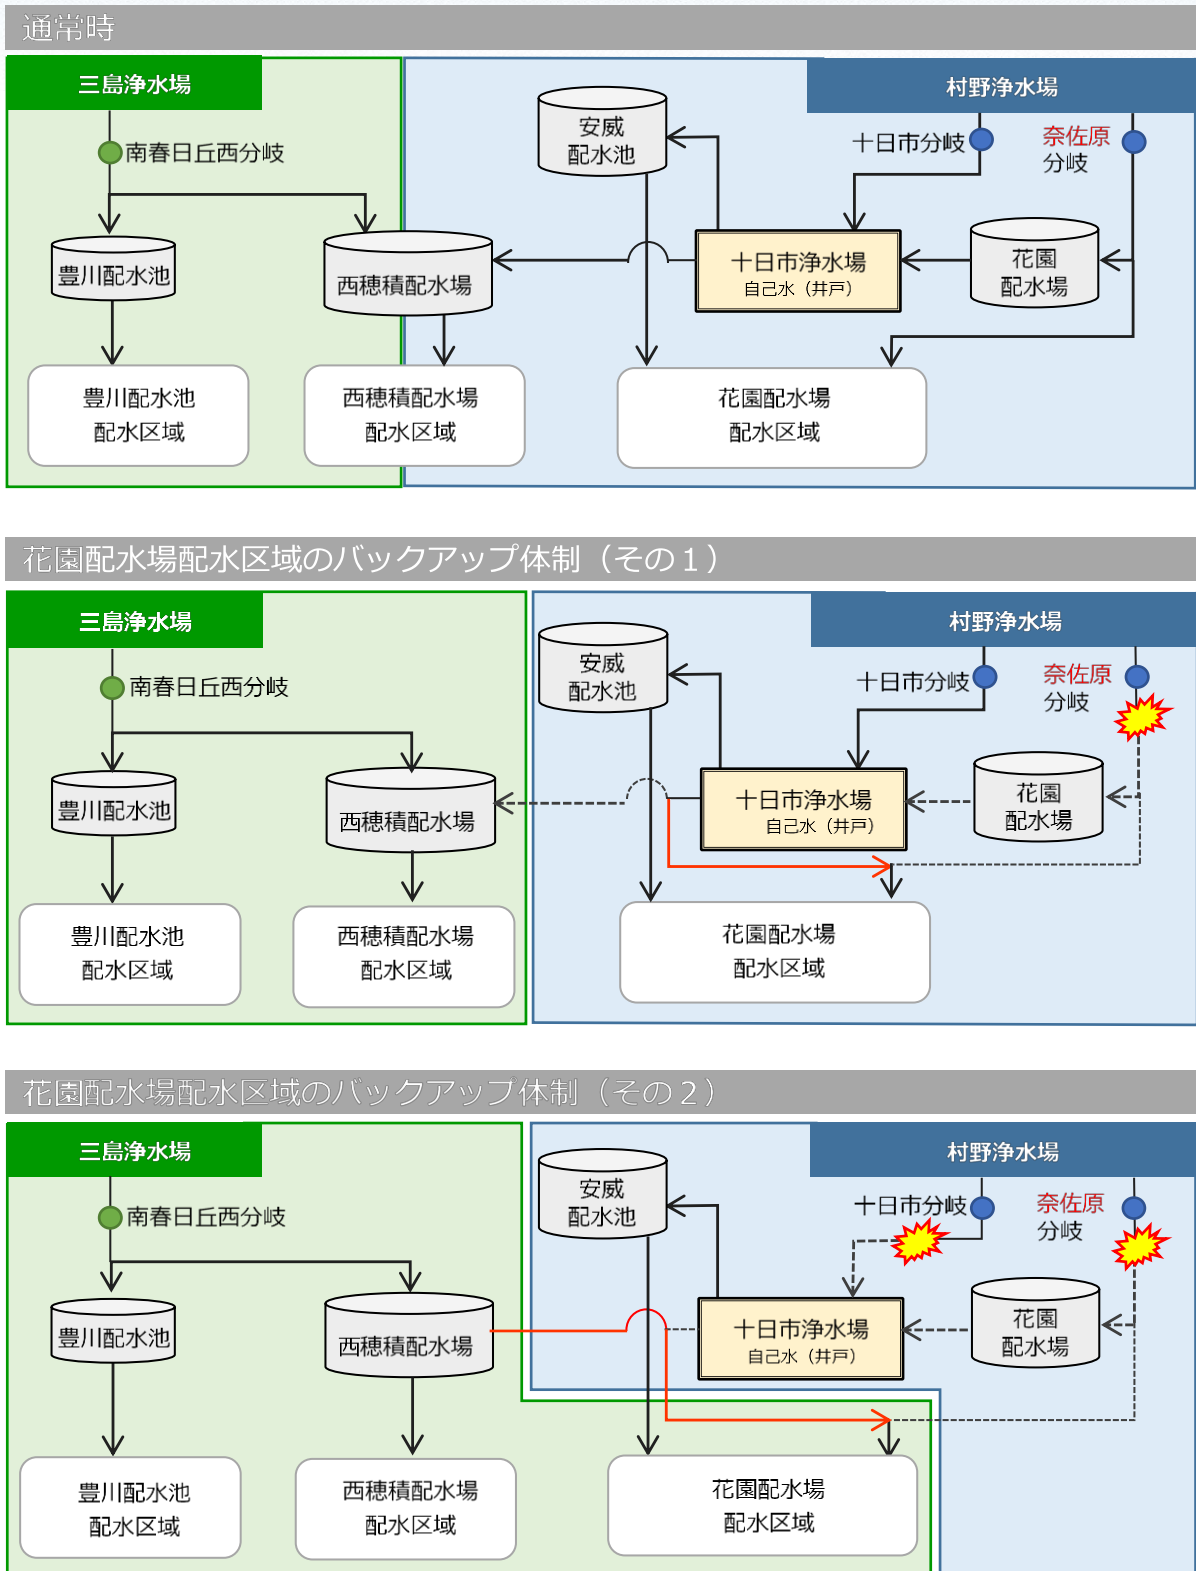 通常時
三島浄水場
村野浄水場
南春日丘西分岐
安威
配水池
十日市分岐
奈佐原
分岐
豊川配水池
西穂積配水場
十日市浄水場
自己水（井戸）
花園
配水場
豊川配水池
配水区域
西穂積配水場
配水区域
花園配水場
配水区域
花園配水場配水区域のバックアップ体制（その１）
三島浄水場
村野浄水場
南春日丘西分岐
安威
配水池
十日市分岐
奈佐原
分岐
豊川配水池
西穂積配水場
十日市浄水場
自己水（井戸）
花園
配水場
豊川配水池
配水区域
西穂積配水場
配水区域
花園配水場
配水区域
花園配水場配水区域のバックアップ体制（その２）
三島浄水場
村野浄水場
南春日丘西分岐
安威
配水池
十日市分岐
奈佐原
分岐
豊川配水池
西穂積配水場
十日市浄水場
自己水（井戸）
花園
配水場
豊川配水池
配水区域
西穂積配水場
配水区域
花園配水場
配水区域